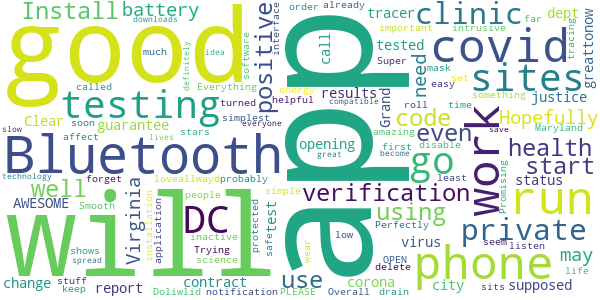 good
will
app
Bluetooth
covid
testing
DC
work
phone
run
sites
clinic
private
verification
go
use
using
code
even
need
well
positive
Install
battery
health
start
Virginia
Hopefully
may
city
change
report
contract
virus
test
corona
supposed
status
justice
tracer
tested
results
call
opening
clear
guarantee
AWESOME
Smooth
affect
soon
called
downloads
much
turned
helpful
simplest
stars
Everything
software
definitely
interface
order
already
idea
energy
compatible
everyone
great
low
Super
Grand
roll
time
easy
mask
important
intrusive
far
dept
tracing
greattonow
set
something
amazing
first
become
disable
least
save
Maryland
Promising
seem
listen
life
sits
OPEN
delete
Perfectly
wear
drain
Overall
PLEASE
notification
Doliwlid
science
Trying
inactive
people
simple
protected
safe
probably
loveallwayd
forget
installation
application
lives
slow
technology
shows
spread
stuff
keep